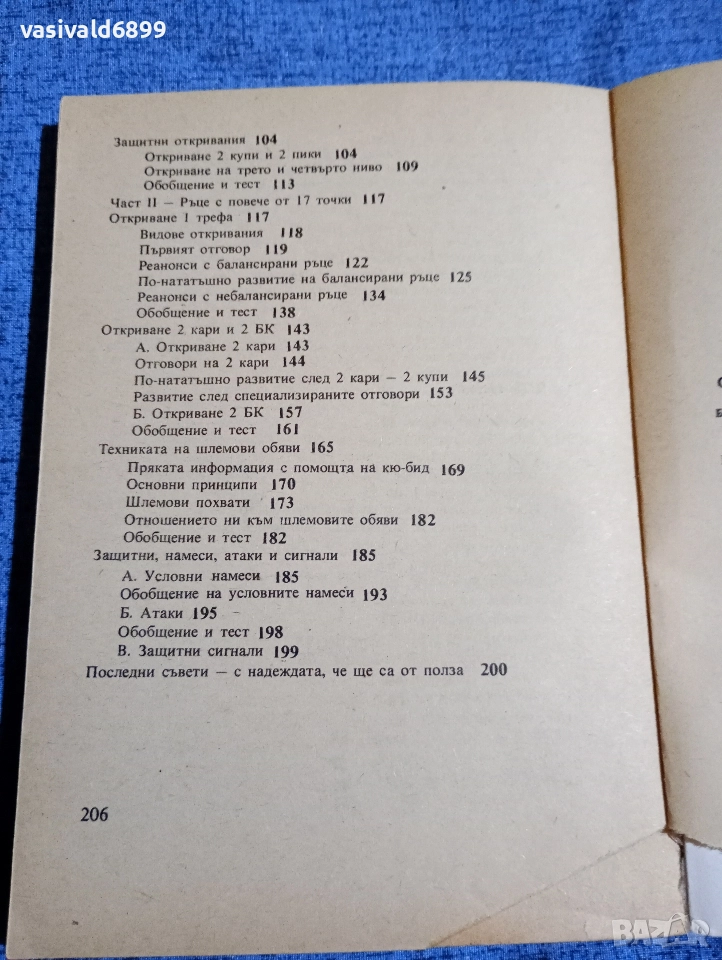 vasivald6899
Защитни откривания 104
Откриване 2 купи и 2 пики 104
Откриване на трето и четвърто ниво 109
Обобщение и тест 113
Част II — Ръце с повече от 17 точки 117
Откриване 1 трефа 117
Видове откривания 118
Първият отговор 119
Реанонси с балансирани ръце 122
По-нататъшно развитие на балансирани ръце 125
Реанонси с небалансирани ръце 134
Обобщение и тест 138
Откриване 2 кари и 2 БК 143
А. Откриване 2 кари 143
Отговори на 2 кари 144
По-нататъшно развитие след 2 кари — 2 купи 145
Развитие след специализираните отговори 153
Б. Откриване 2 БК 157
Обобщение и тест 161
Техниката на шлемови обяви 165
Пряката информация с помощта на кю-бид 169
Основни принципи 170
Шлемови похвати 173
Отношението ни към шлемовите обяви 182
Обобщение и тест 182
Защитни, намеси, атаки и сигнали 185
А. Условни намеси 185
Обобщение на условните намеси 193
Б. Атаки 195
Обобщение и тест 198
В. Защитни сигнали 199
Последни съвети — с надеждата, че ще са от полза 200
206
BAZAR